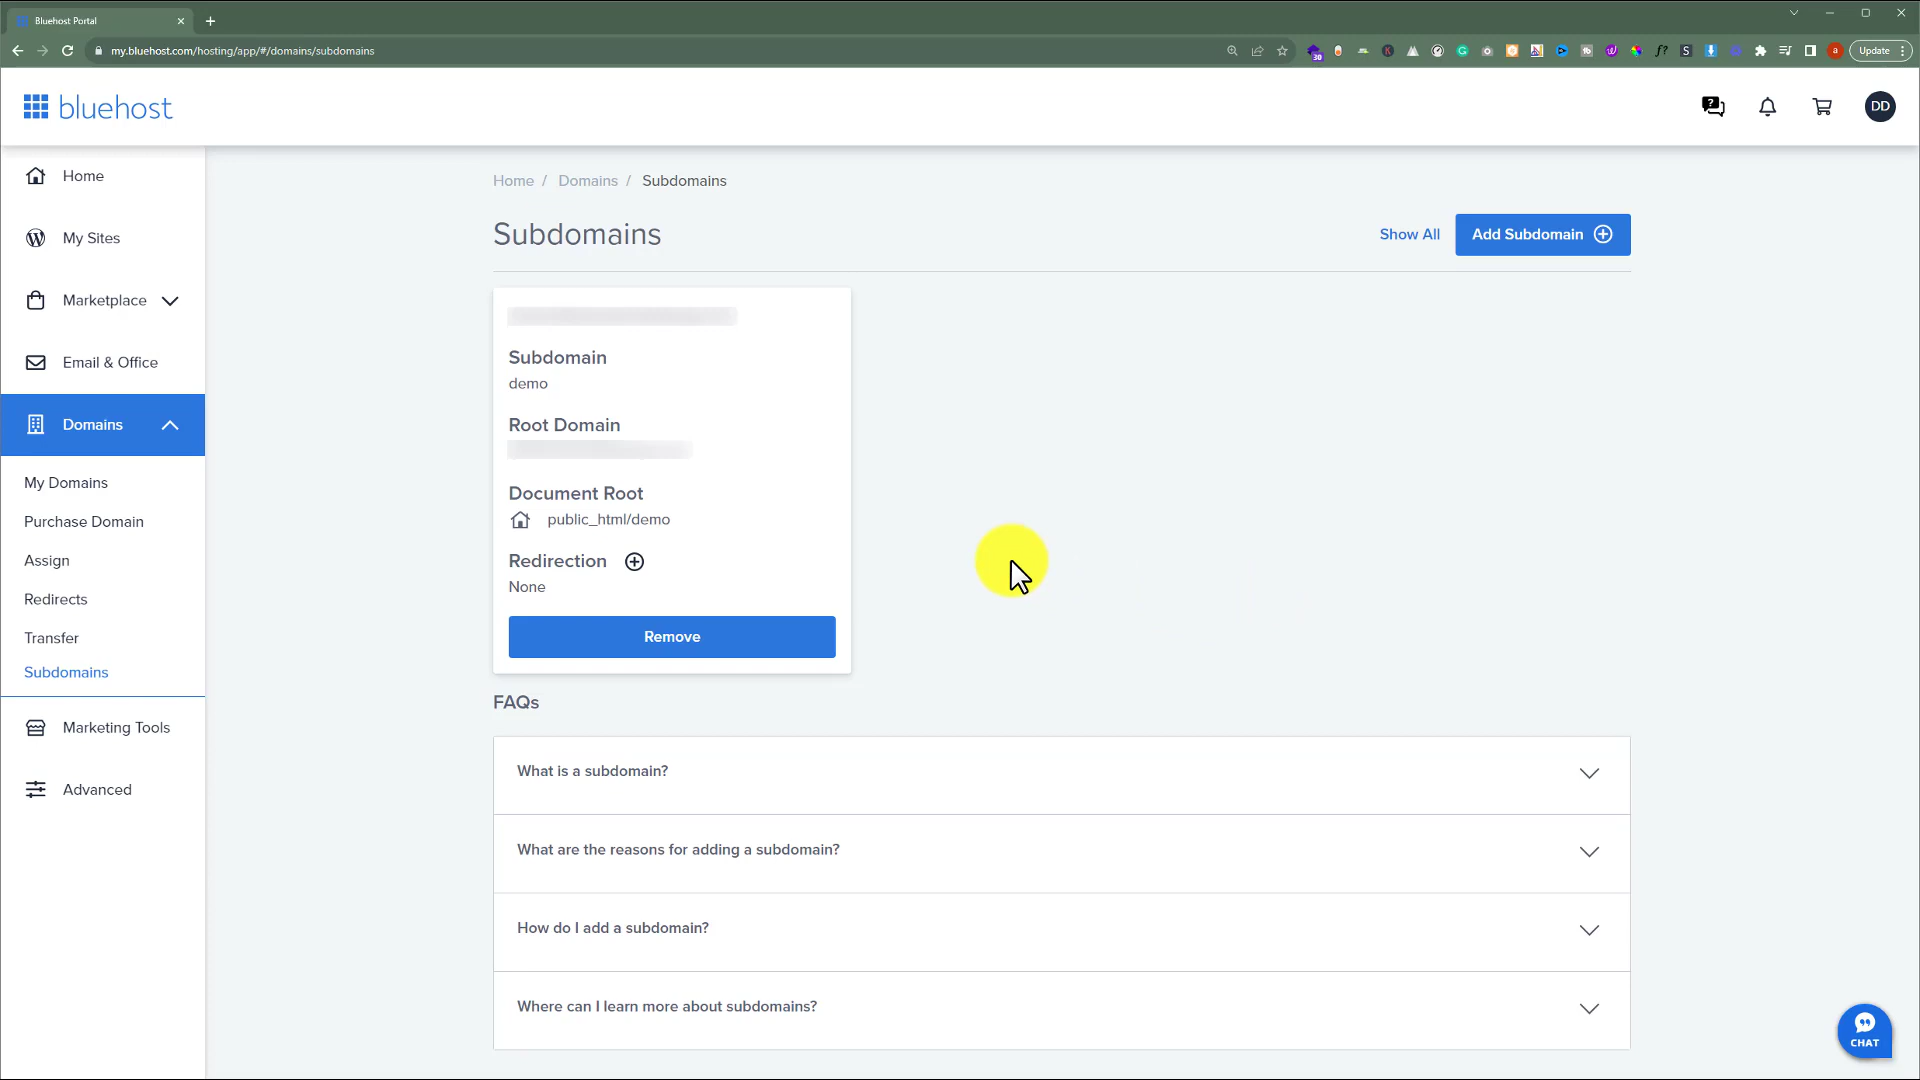 Bluehost Portal
my.bluehost.com/hosting/app/#/domains/subdomains
30
K
G
f?
S
a
Update
bluehost
?
DD
Home
My Sites
Marketplace
Email & Office
Domains
My Domains
Purchase Domain
Assign
Redirects
Transfer
Subdomains
Marketing Tools
Advanced
Home / Domains / Subdomains
Subdomains
Show All
Add Subdomain
Subdomain
demo
Root Domain
Document Root
public_html/demo
Redirection
None
Remove
FAQs
What is a subdomain?
What are the reasons for adding a subdomain?
How do I add a subdomain?
Where can I learn more about subdomains?
CHAT